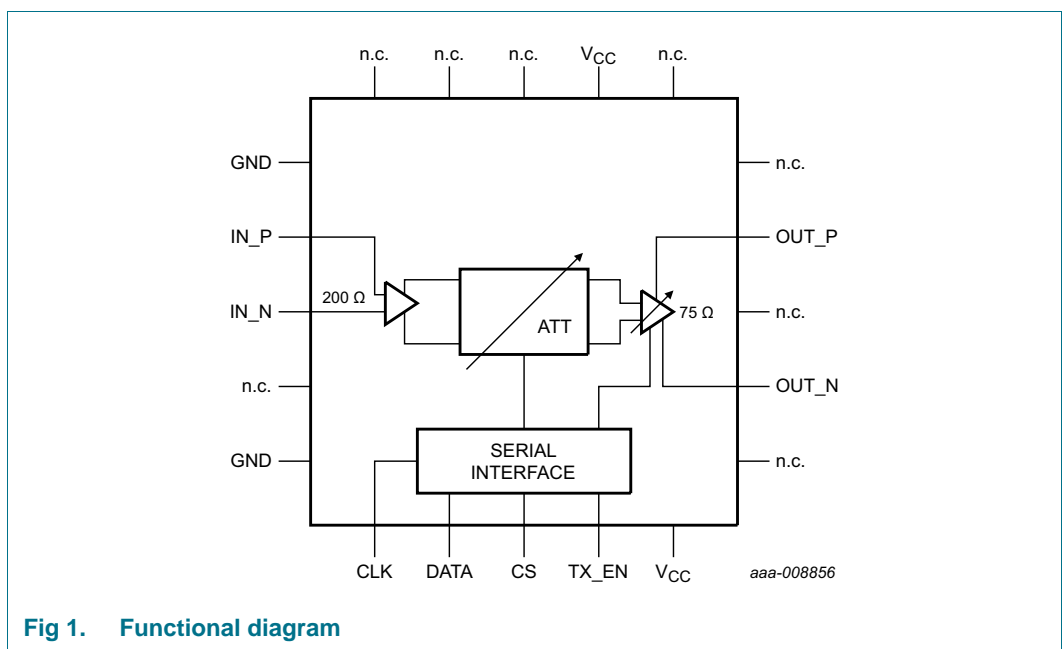 n.c. n.c. n.c. VCC n.c.
GND n.c.
IN_P OUT_P
200 Ω 75 Ω
IN_N n.c.
ATT
n.c. OUT_N
SERIAL
INTERFACE
GND n.c.
CLK DATA CS TX_EN VCC aaa-008856
Fig 1. Functional diagram